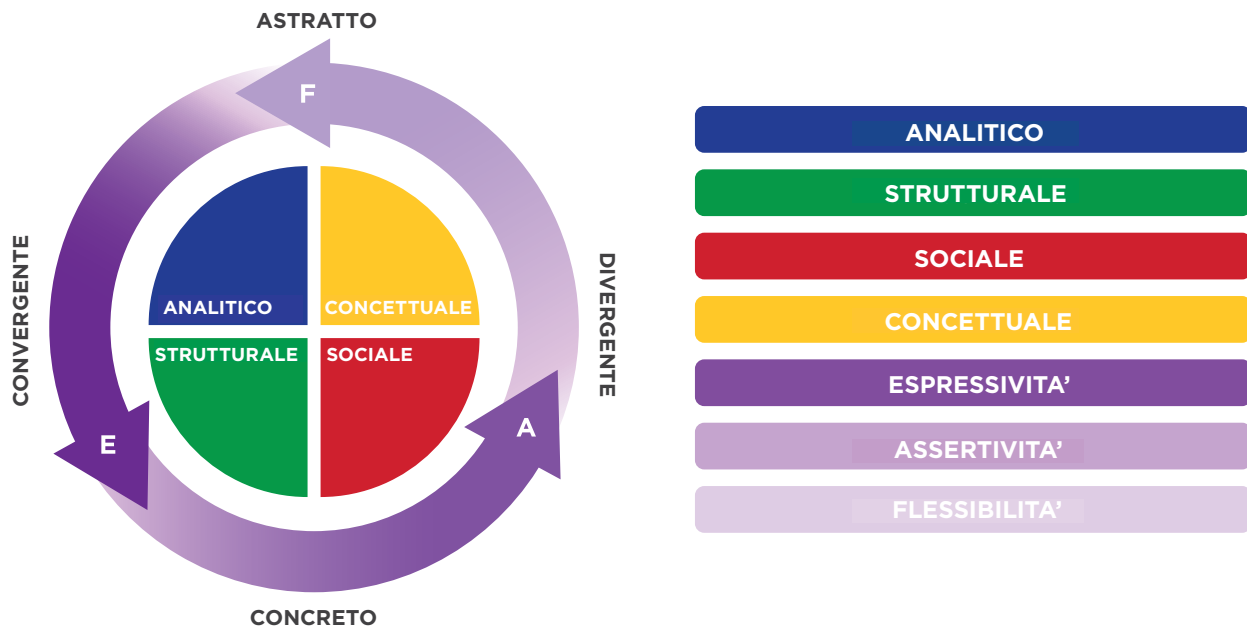 ASTRATTO
F
CONVERGENTE
DIVERGENTE
ANALITICO
CONCETTUALE
STRUTTURALE
SOCIALE
E
A
CONCRETO
ANALITICO
STRUTTURALE
SOCIALE
CONCETTUALE
ESPRESSIVITA’
ASSERTIVITA’
FLESSIBILITA’